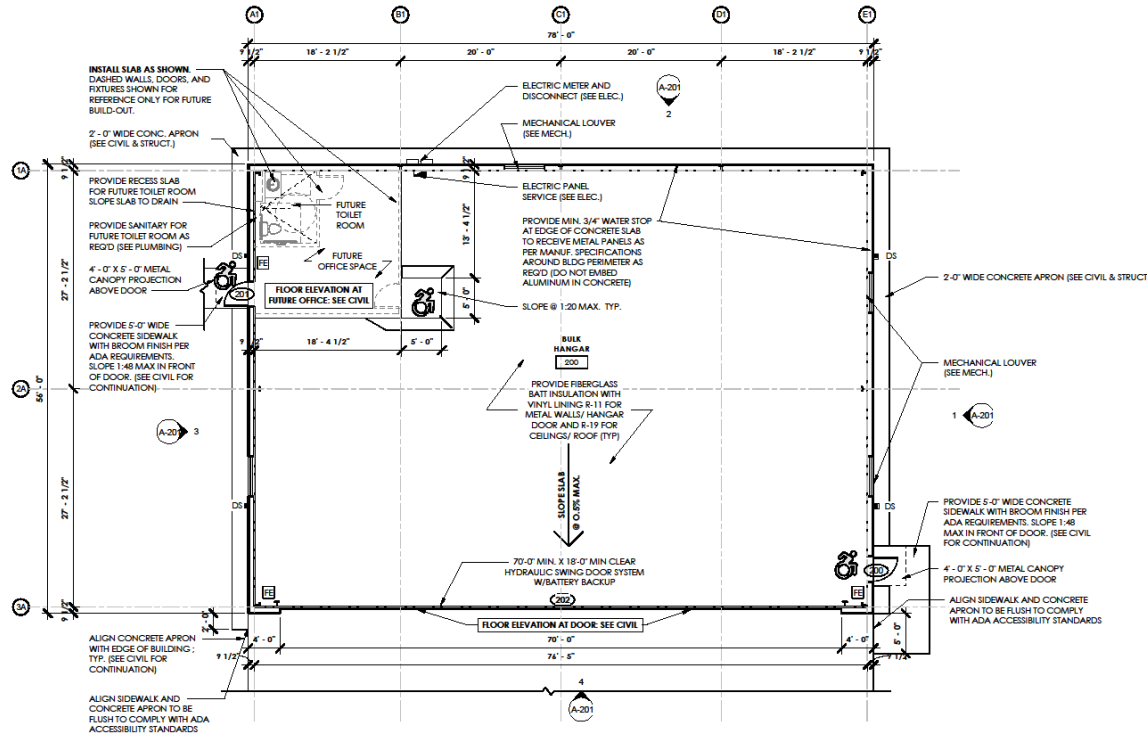 A1
B1
C1
D1
E1
78' - 0"
9 1/2"
18' - 2 1/2"
20' - 0"
20' - 0"
18' - 2 1/2"
9 1/2"
INSTALL SLAB AS SHOWN.
DASHED WALLS, DOORS, AND
FIXTURES SHOWN FOR
REFERENCE ONLY FOR FUTURE
BUILD-OUT.
2' - 0" WIDE CONC. APRON
(SEE CIVIL & STRUCT.)
ELECTRIC METER AND
DISCONNECT (SEE ELEC.)
MECHANICAL LOUVER
(SEE MECH.)
A-201
2
1A
9 1/2"
9 1/2"
PROVIDE RECESS SLAB
FOR FUTURE TOILET ROOM
SLOPE SLAB TO DRAIN
PROVIDE SANITARY FOR
FUTURE TOILET ROOM AS
REQ'D (SEE PLUMBING)
4' - 0"X 5' - 0" METAL
CANOPY PROJECTION
ABOVE DOOR
PROVIDE 5'-0" WIDE
CONCRETE SIDEWALK
WITH BROOM FINISH PER
ADA REQUIREMENTS.
SLOPE 1:48 MAX IN FRONT
OF DOOR. (SEE CIVIL FOR
CONTINUATION)
FUTURE
TOILET
ROOM
FUTURE
OFFICE SPACE
FLOOR ELEVATION AT
FUTURE OFFICE: SEE CIVIL
DS
FE
201
ELECTRIC PANEL
SERVICE (SEE ELEC.)
PROVIDE MIN. 3/4" WATER STOP
AT EDGE OF CONCRETE SLAB
TO RECEIVE METAL PANELS AS
PER MANUF. SPECIFICATIONS
AROUND BLDG PERIMETER AS
REQ'D (DO NOT EMBED
ALUMINUM IN CONCRETE)
13' - 4 1/2"
5' - 0"
SLOPE @ 1:20 MAX. TYP.
DS
2'-0" WIDE CONCRETE APRON (SEE CIVIL & STRUCT
27' - 2 1/2"
9 1/2"
18' - 4 1/2"
5' - 0"
BULK
HANGAR
200
MECHANICAL LOUVER
(SEE MECH.)
2A
56' - 0"
PROVIDE FIBERGLASS
BATT INSULATION WITH
VINYL LINING R-11 FOR
METAL WALLS/ HANGAR
DOOR AND R-19 FOR
CEILINGS/ ROOF (TYP)
A-201
3
1
A-201
27' - 2 1/2"
DS
SLOPE SLAB
@ 0.5% MAX.
DS
PROVIDE 5'-0" WIDE CONCRETE
SIDEWALK WITH BROOM FINISH PER
ADA REQUIREMENTS. SLOPE 1:48
MAX IN FRONT OF DOOR. (SEE CIVIL
FOR CONTINUATION)
70'-0" MIN. X 18'-0" MIN CLEAR
HYDRAULIC SWING DOOR SYSTEM
W/BATTERY BACKUP
200
4' - 0" X 5' - 0" METAL CANOPY
PROJECTION ABOVE DOOR
FE
FE
202
3A
9 1/2"
2' - 0"
FLOOR ELEVATION AT DOOR: SEE CIVIL
ALIGN SIDEWALK AND CONCRETE
APRON TO BE FLUSH TO COMPLY
WITH ADA ACCESSIBILITY STANDARDS
ALIGN CONCRETE APRON
WITH EDGE OF BUILDING ;
TYP. (SEE CIVIL FOR
CONTINUATION)
4' - 0"
70' - 0"
4' - 0"
5' - 0"
9 1/2"
76' - 5"
9 1/2"
ALIGN SIDEWALK AND
CONCRETE APRON TO BE
FLUSH TO COMPLY WITH ADA
ACCESSIBILITY STANDARDS
4
A-201